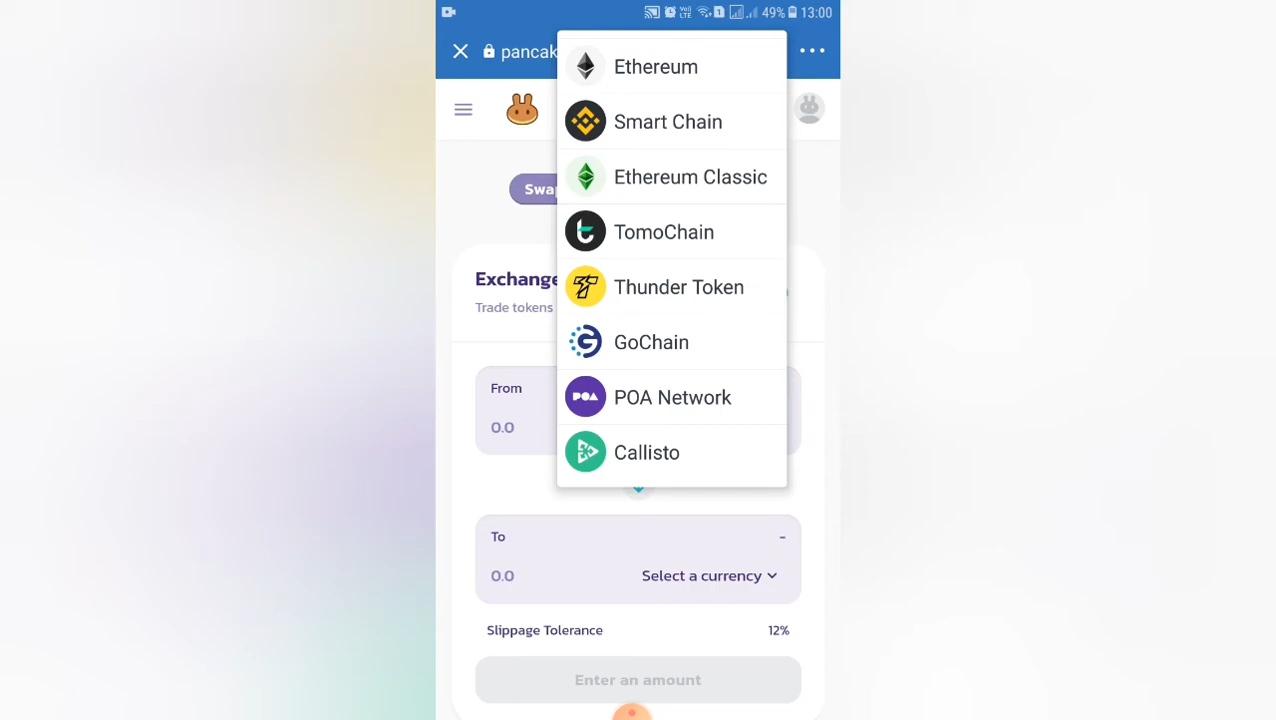 49% 13:00
pancak
Ethereum
Smart Chain
Ethereum Classic
TomoChain
Thunder Token
GoChain
POA Network
Callisto
Swap
Exchange
Trade tokens
From
0.0
To -
0.0 Select a currency
Slippage Tolerance 12%
Enter an amount